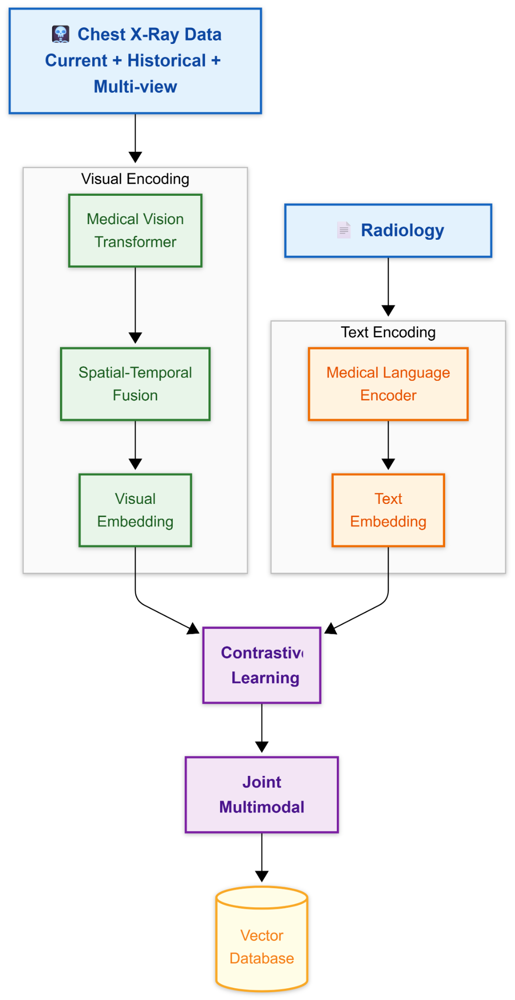 Chest X-Ray Data
Current + Historical +
Multi-view
Visual Encoding
Medical Vision
Transformer
Spatial-Temporal
Fusion
Visual
Embedding
Radiology
Text Encoding
Medical Language
Encoder
Text
Embedding
Contrastive
Learning
Joint
Multimodal
Vector
Database